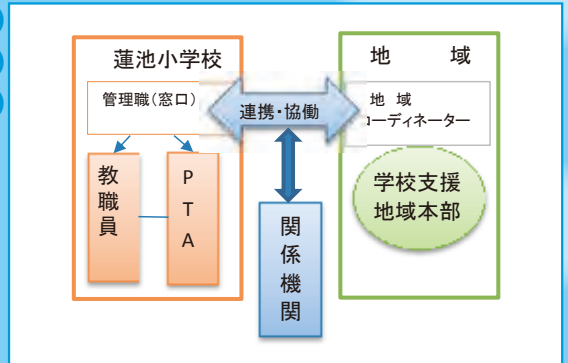 蓮池小学校
管理職(窓口)
教職員
PTA
連携・協働
関係機関
地 域
地 域
コーディネーター
学校支援
地域本部